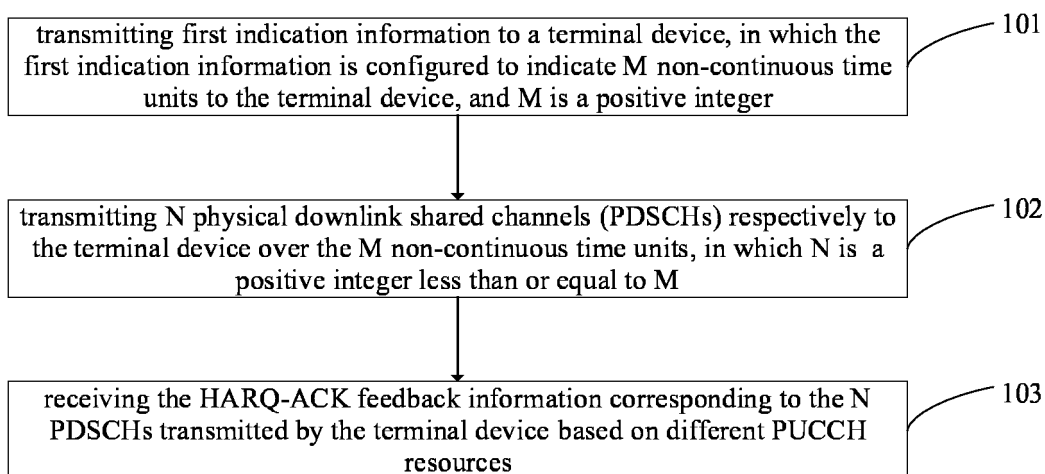 transmitting first indication information to a terminal device, in which the
first indication information is configured to indicate M non-continuous time
units to the terminal device, and M is a positive integer
101
transmitting N physical downlink shared channels (PDSCHs) respectively to
the terminal device over the M non-continuous time units, in which N is a
positive integer less than or equal to M
102
receiving the HARQ-ACK feedback information corresponding to the N
PDSCHs transmitted by the terminal device based on different PUCCH
resources
103